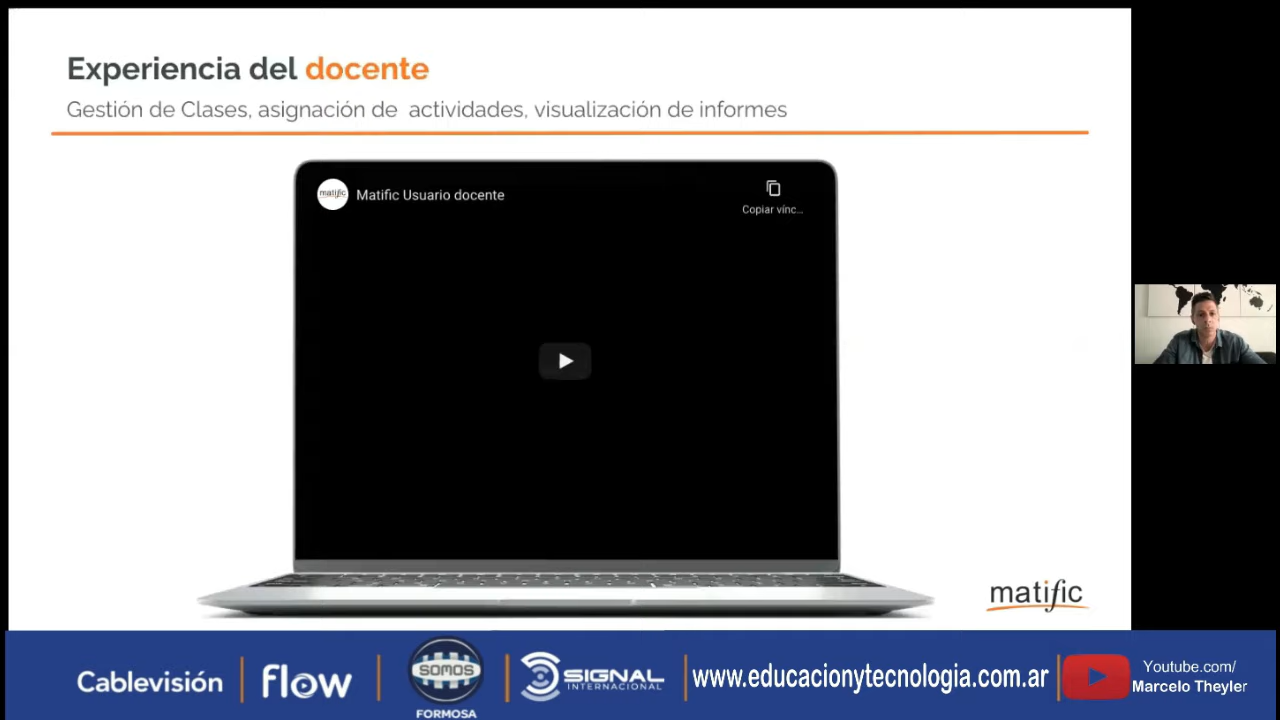 Experiencia del docente
Gestión de Clases, asignación de actividades, visualización de informes
matific
Matific Usuario docente
Copiar vínc...
matific
Cablevisión
flow
SOMOS
FORMOSA
SIGNAL
INTERNACIONAL
www.educacionytecnologia.com.ar
Youtube.com/
Marcelo Theyler